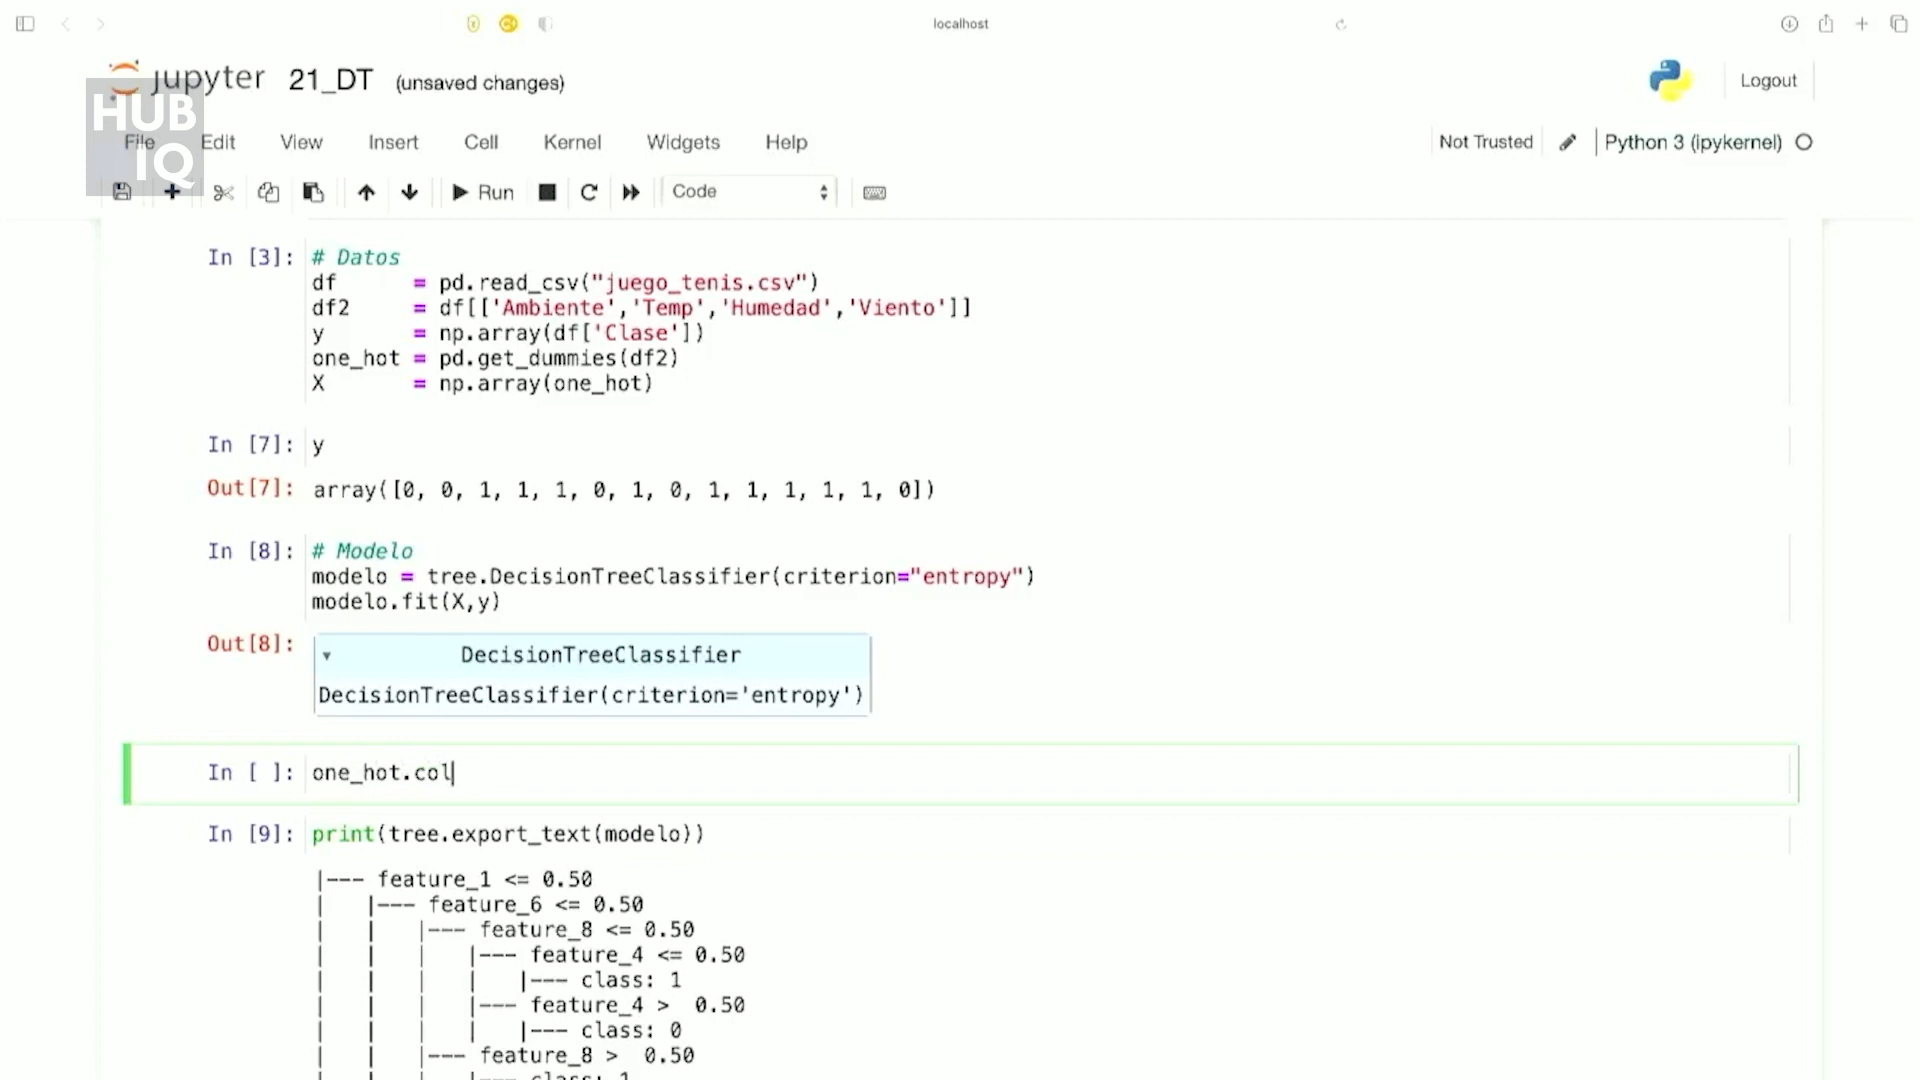 localhost
jupyter 21_DT (unsaved changes)
Logout
HUB
IQ
File Edit View Insert Cell Kernel Widgets Help
Not Trusted
Python 3 (ipykernel)
Run
Code
In [3]: # Datos
df = pd.read_csv("juego_tenis.csv")
df2 = df[['Ambiente','Temp','Humedad','Viento']]
y = np.array(df['Clase'])
one_hot = pd.get_dummies(df2)
X = np.array(one_hot)
In [7]: y
Out[7]: array([0, 0, 1, 1, 1, 0, 1, 0, 1, 1, 1, 1, 1, 0])
In [8]: # Modelo
modelo = tree.DecisionTreeClassifier(criterion="entropy")
modelo.fit(X,y)
Out[8]:
DecisionTreeClassifier
DecisionTreeClassifier(criterion='entropy')
In [ ]: one_hot.col
In [9]: print(tree.export_text(modelo))
|--- feature_1 <= 0.50
|   |--- feature_6 <= 0.50
|   |   |--- feature_8 <= 0.50
|   |   |   |--- feature_4 <= 0.50
|   |   |   |   |--- class: 1
|   |   |   |--- feature_4 >  0.50
|   |   |   |   |--- class: 0
|   |   |--- feature_8 >  0.50
|   |   |   |--- class: 1